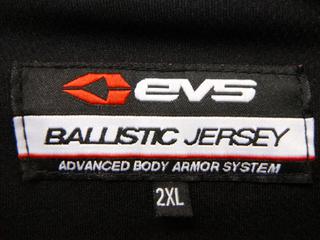 evs
BALLISTIC JERSEY
ADVANCED BODY ARMOR SYSTEM
2XL